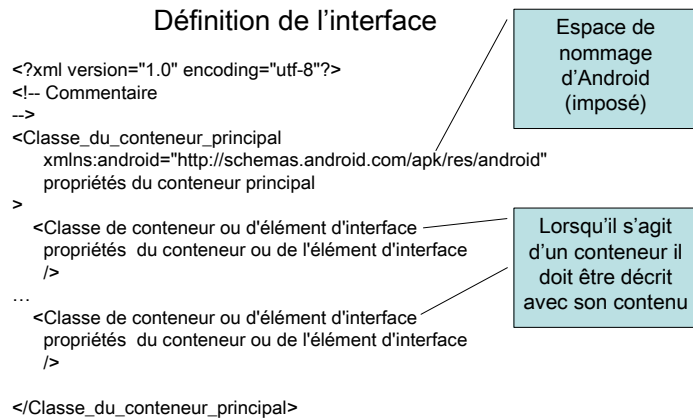 Définition de l'interface
Espace de
nommage
d'Android
(imposé)
<?xml version="1.0" encoding="utf-8"?>
<!-- Commentaire
-->
<Classe_du_conteneur_principal
xmlns:android="http://schemas.android.com/apk/res/android"
propriétés du conteneur principal
>
<Classe de conteneur ou d'élément d'interface
propriétés  du conteneur ou de l'élément d'interface
/>
…
<Classe de conteneur ou d'élément d'interface
propriétés  du conteneur ou de l'élément d'interface
/>
</Classe_du_conteneur_principal>
Lorsqu'il s'agit
d'un conteneur il
doit être décrit
avec son contenu